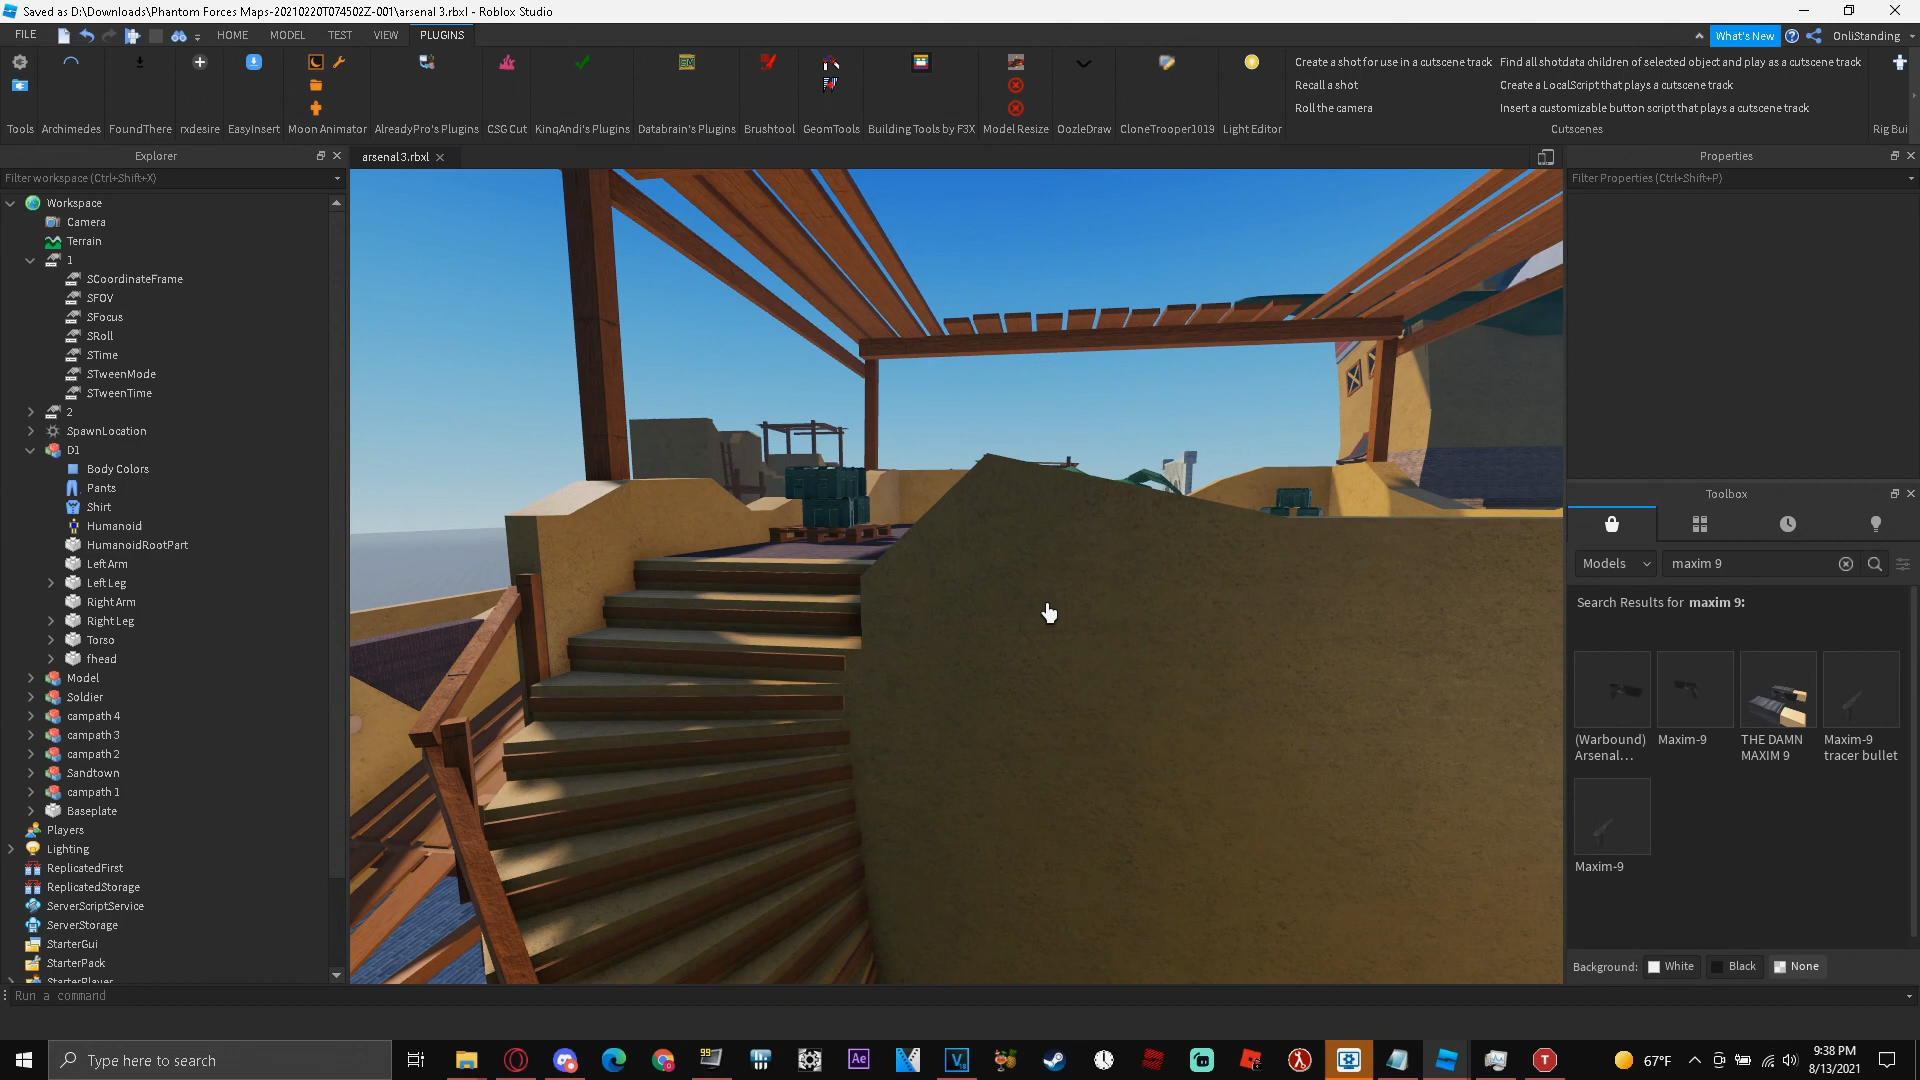 Saved as D:\Downloads\Phantom Forces Maps-20210220T074502Z-001\arsenal 3.rbxl - Roblox Studio
FILE HOME MODEL TEST VIEW PLUGINS What's New OnliStanding
Create a shot for use in a cutscene track Find all shotdata children of selected object and play as a cutscene track
Recall a shot Create a LocalScript that plays a cutscene track
Roll the camera Insert a customizable button script that plays a cutscene track
Tools Archimedes FoundThere rxdesire EasyInsert Moon Animator AlreadyPro's Plugins CSG Cut KingAndi's Plugins Databrain's Plugins Brushtool GeomTools Building Tools by F3X Model Resize OozleDraw CloneTrooper1019 Light Editor Cutscenes Rig Bui
Explorer
Filter workspace (Ctrl+Shift+X)
Workspace
Camera
Terrain
1
SCoordinateFrame
SFOV
SFocus
SRoll
STime
STweenMode
STweenTime
2
SpawnLocation
D1
Body Colors
Pants
Shirt
Humanoid
HumanoidRootPart
Left Arm
Left Leg
Right Arm
Right Leg
Torso
fhead
Model
Soldier
campath 4
campath 3
campath 2
Sandtown
campath 1
Baseplate
Players
Lighting
ReplicatedFirst
ReplicatedStorage
ServerScriptService
ServerStorage
StarterGui
StarterPack
StarterPlayer
arsenal 3.rbxl
Properties
Filter Properties (Ctrl+Shift+P)
Toolbox
Models maxim 9
Search Results for maxim 9:
(Warbound) Arsenal...
Maxim-9
THE DAMN MAXIM 9
Maxim-9 tracer bullet
Maxim-9
Background: White Black None
Run a command
Type here to search
99
Ae
V
V
18
T
67°F
9:38 PM
8/13/2021